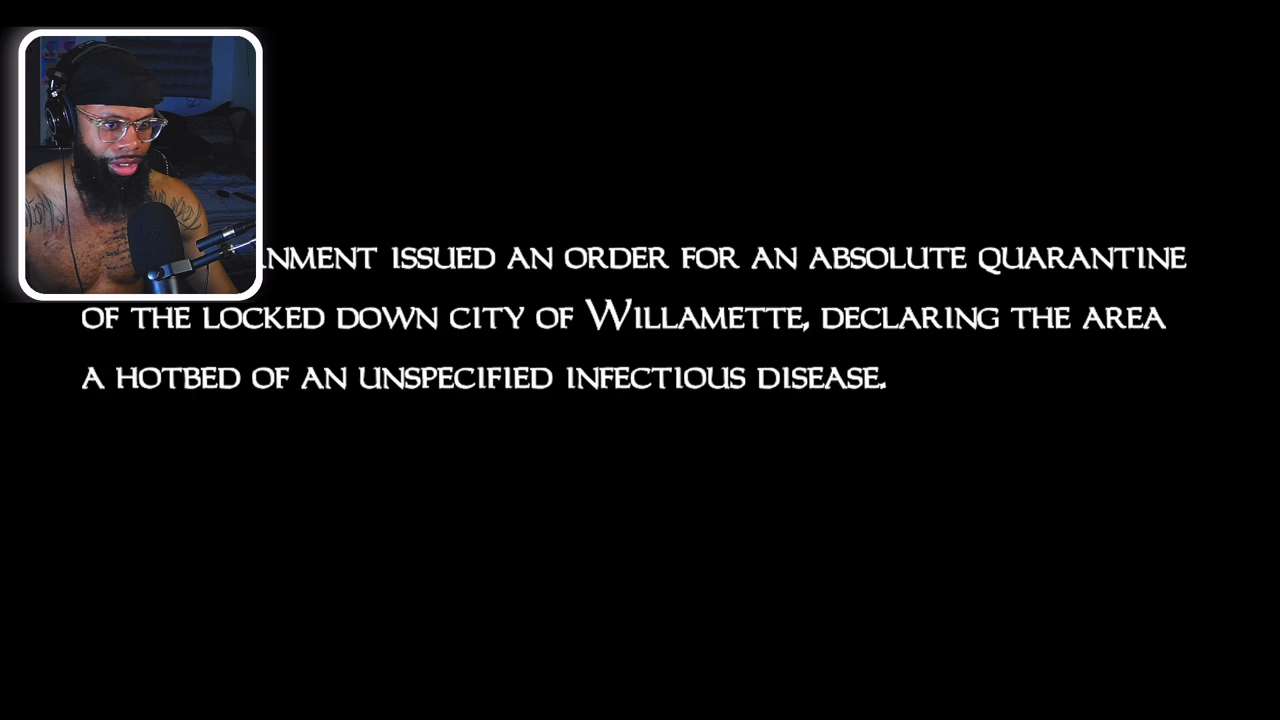 ISSUED AN ORDER FOR AN ABSOLUTE QUARANTINE
OF THE LOCKED DOWN CITY OF WILLAMETTE, DECLARING THE AREA
A HOTBED OF AN UNSPECIFIED INFECTIOUS DISEASE.